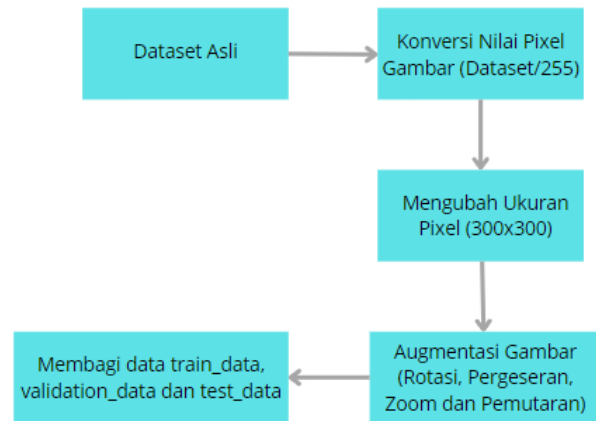 Dataset Asli
Konversi Nilai Pixel
Gambar (Dataset/255)
Mengubah Ukuran
Pixel (300x300)
Augmentasi Gambar
(Rotasi, Pergeseran,
Zoom dan Pemutaran)
Membagi data train_data,
validation_data dan test_data